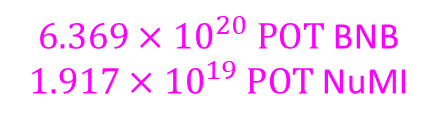 6.369 × 10²⁰ POT BNB
1.917 × 10¹⁹ POT NuMI